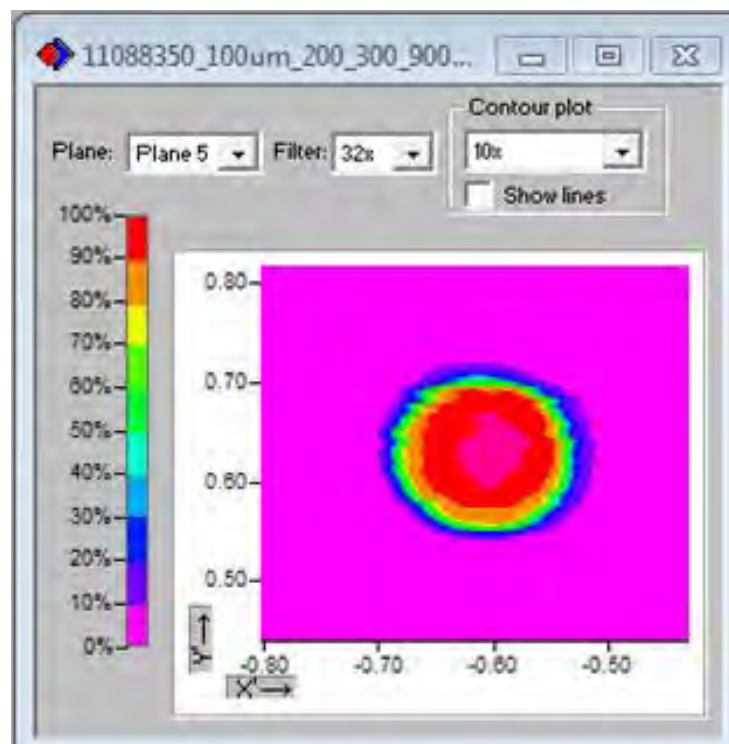 11088350_100um_200_300_900...
Contour plot
Plane: Plane 5 Filter: 32x 10x
Show lines
100%
90%
80%
70%
60%
50%
40%
30%
20%
10%
0%
0.80
0.70
0.60
0.50
Y'
-0.80 -0.70 -0.60 -0.50
X'